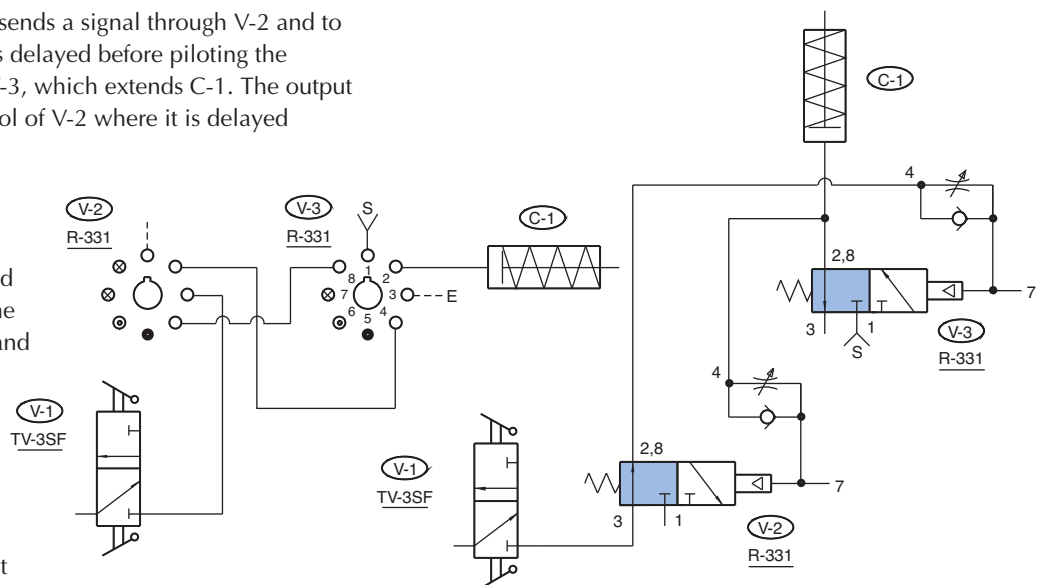 sends a signal through V-2 and to
s delayed before piloting the
-3, which extends C-1. The output
ol of V-2 where it is delayed
d
ne
and
t
V-2
R-331
V-3
R-331
S
1
2
3
4
5
6
7
8
E
C-1
V-1
TV-3SF
C-1
4
2,8
7
3
1
S
V-3
R-331
4
2,8
7
3
1
V-2
R-331
V-1
TV-3SF